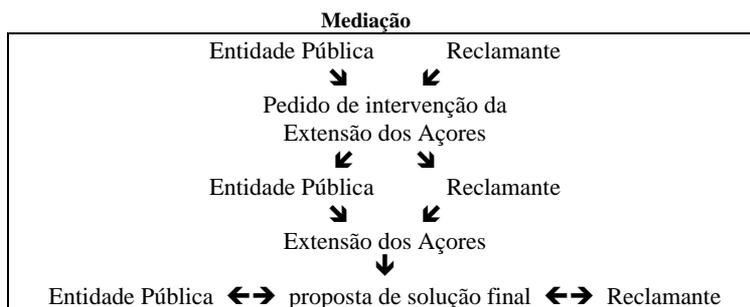 Mediação
Entidade Pública Reclamante
🡮 🡯
Pedido de intervenção da
Extensão dos Açores
🡯 🡮
Entidade Pública Reclamante
🡮 🡯
Extensão dos Açores
🡫
Entidade Pública 🡨🡪 proposta de solução final 🡨🡪 Reclamante